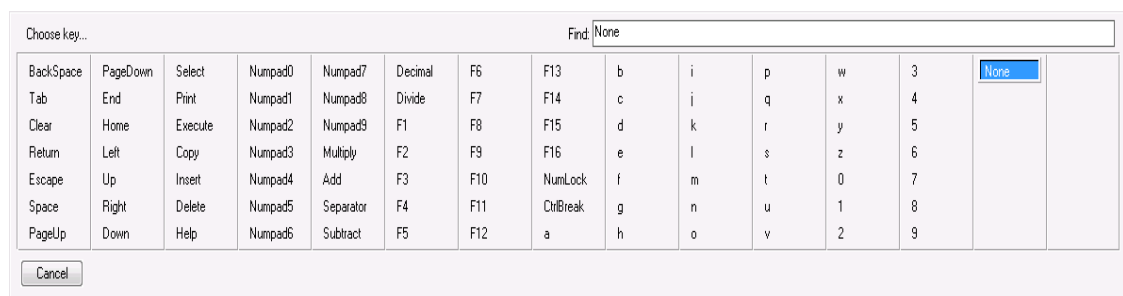 Choose key... Find: None
BackSpace PageDown Select Numpad0 Numpad7 Decimal F6 F13 b i p w 3 None
Tab End Print Numpad1 Numpad8 Divide F7 F14 c j q x 4
Clear Home Execute Numpad2 Numpad9 F1 F8 F15 d k r y 5
Return Left Copy Numpad3 Multiply F2 F9 F16 e l s z 6
Escape Up Insert Numpad4 Add F3 F10 NumLock f m t 0 7
Space Right Delete Numpad5 Separator F4 F11 CtrlBreak g n u 1 8
PageUp Down Help Numpad6 Subtract F5 F12 a h o v 2 9
Cancel